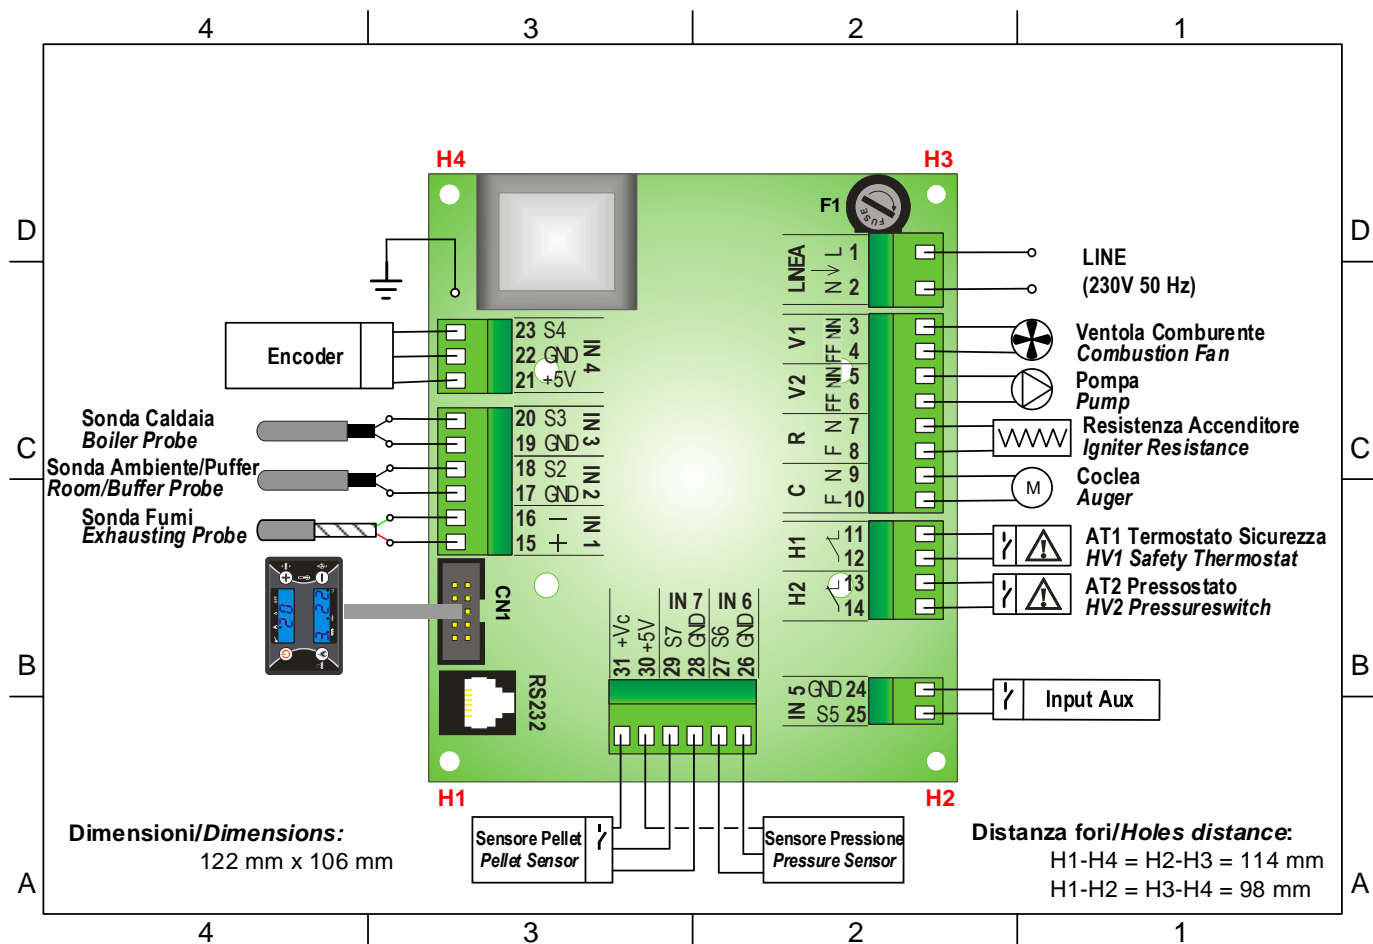 4 3 2 1
H4 H3
F1
FUSE
D D
LINEA
L 1
N 2
LINE
(230V 50 Hz)
23 S4
22 GND
21 +5V
IN 4
Encoder
V1
N 3
FF 4
Ventola Comburente
Combustion Fan
V2
NN 5
FF 6
Pompa
Pump
Sonda Caldaia
Boiler Probe
20 S3
19 GND
IN 3
R
N 7
F 8
Resistenza Accenditore
Igniter Resistance
C C
Sonda Ambiente/Puffer
Room/Buffer Probe
18 S2
17 GND
IN 2
C
N 9
F 10
M
Coclea
Auger
Sonda Fumi
Exhausting Probe
16 −
15 +
IN 1
H1
11
12
AT1 Termostato Sicurezza
HV1 Safety Thermostat
H2
13
14
AT2 Pressostato
HV2 Pressureswitch
CN1
RS232
IN 7 IN 6
31 +Vc
30 +5V
29 S7
28 GND
27 S6
26 GND
B B
IN 5
GND 24
S5 25
Input Aux
H1 H2
Sensore Pellet
Pellet Sensor
Sensore Pressione
Pressure Sensor
Dimensioni/Dimensions:
122 mm x 106 mm
Distanza fori/Holes distance:
H1-H4 = H2-H3 = 114 mm
H1-H2 = H3-H4 = 98 mm
A A
4 3 2 1